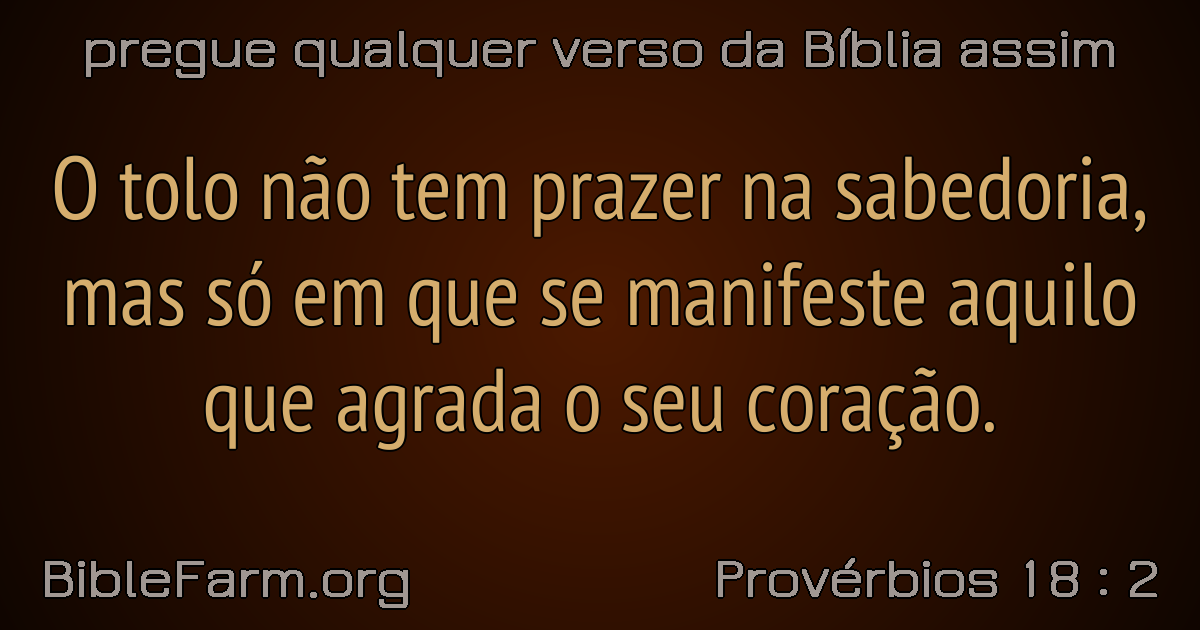 pregue qualquer verso da Bíblia assim
O tolo não tem prazer na sabedoria,
mas só em que se manifeste aquilo
que agrada o seu coração.
BibleFarm.org
Provérbios 18 : 2